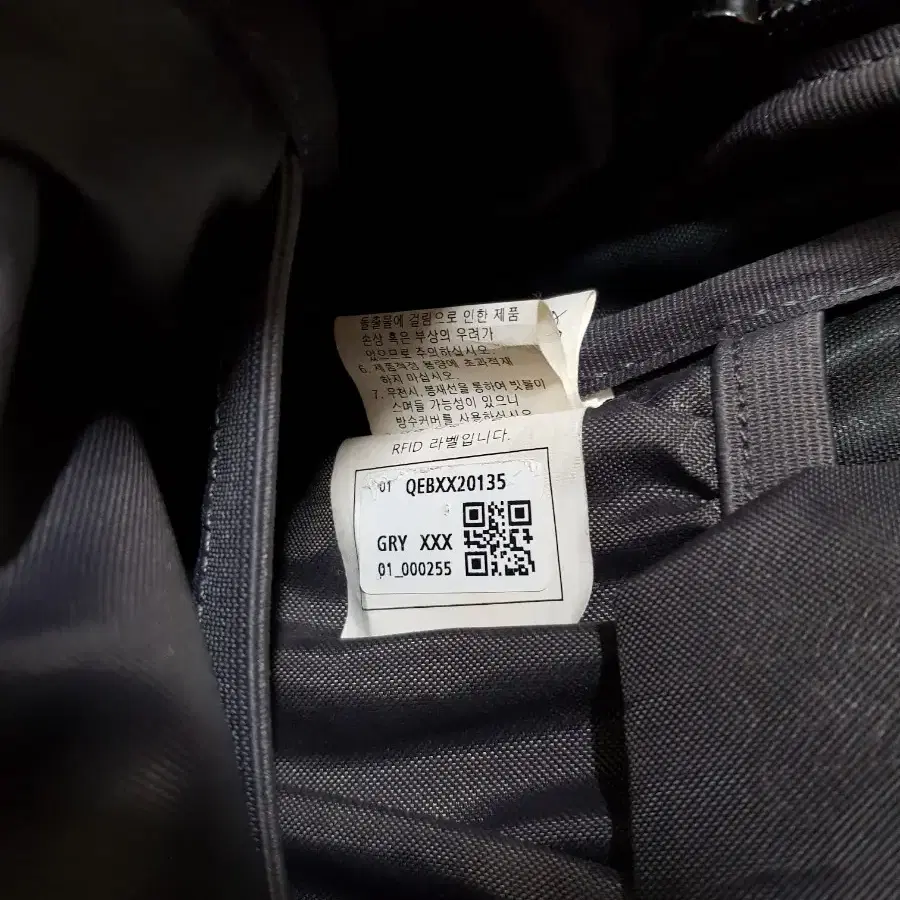 돌출물에 걸림으로 인한 제품
손상 혹은 부상의 우려가
있으므로 주의하십시오.
6. 제품적정 용량에 초과적재
하지 마십시오.
7. 우천시, 봉재선을 통하여 빗물이
스며들 가능성이 있으니
방수커버를 사용하십시오
RFID 라벨입니다.
01 QEBXX20135
GRY XXX
01_000255